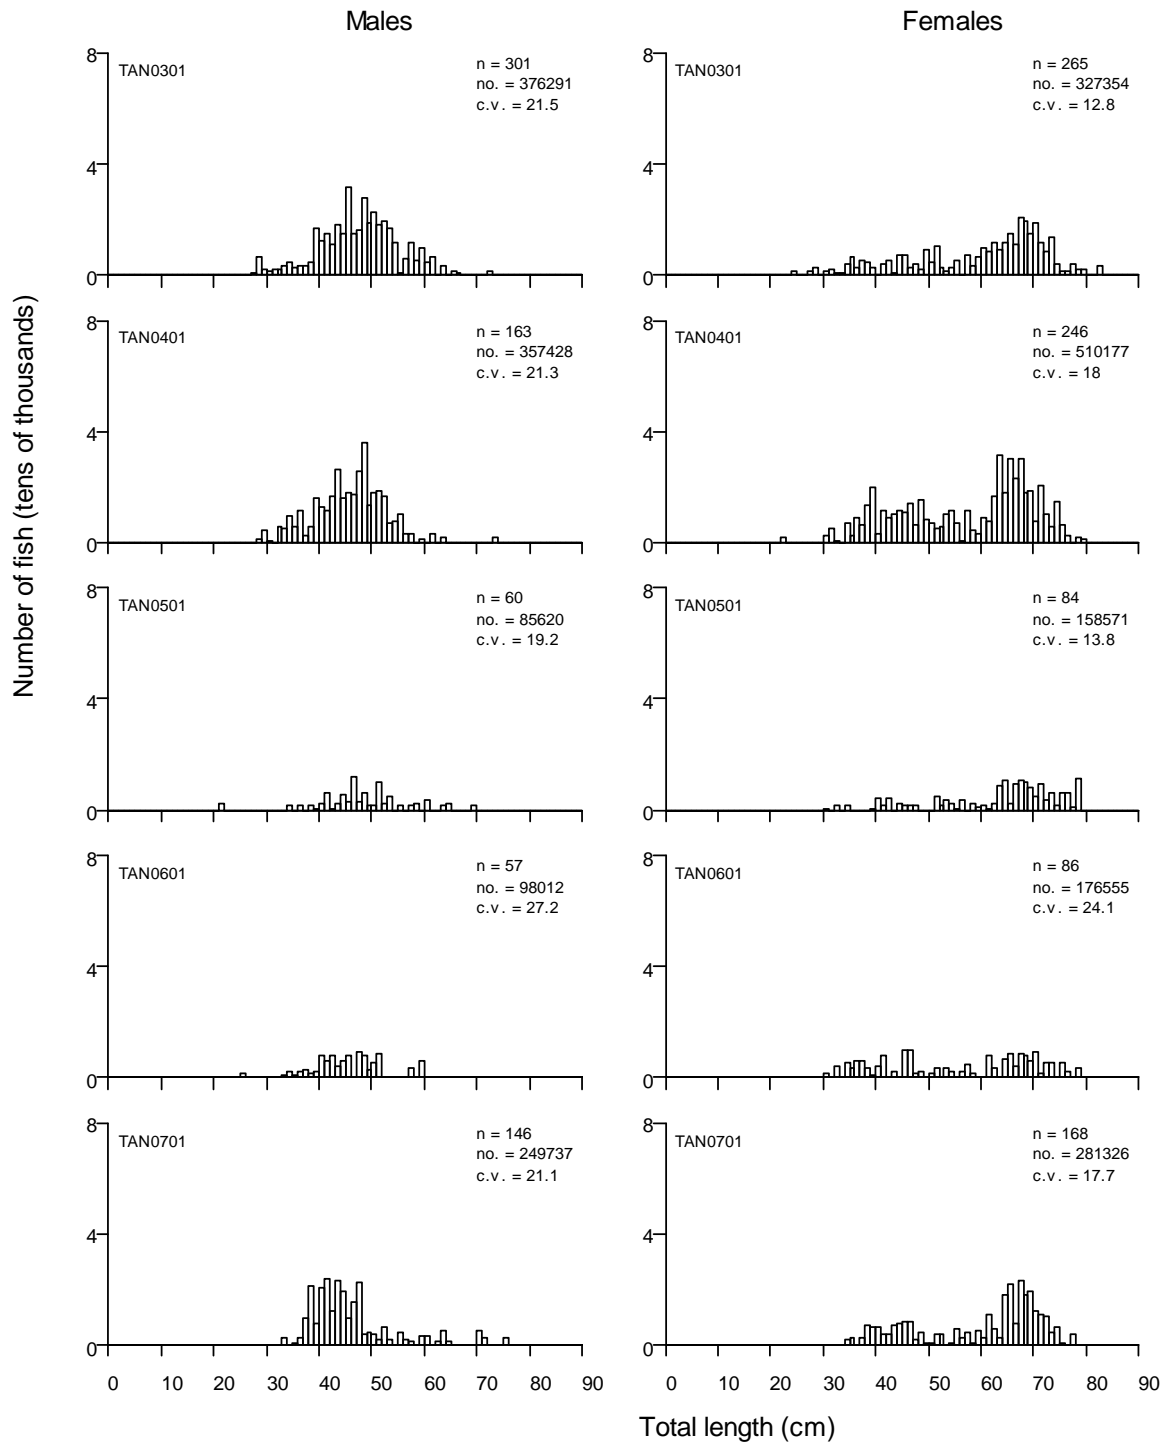 Males
Females
Number of fish (tens of thousands)
8
4
0
TAN0301
n = 301
no. = 376291
c.v. = 21.5
8
4
0
TAN0301
n = 265
no. = 327354
c.v. = 12.8
8
4
0
TAN0401
n = 163
no. = 357428
c.v. = 21.3
8
4
0
TAN0401
n = 246
no. = 510177
c.v. = 18
8
4
0
TAN0501
n = 60
no. = 85620
c.v. = 19.2
8
4
0
TAN0501
n = 84
no. = 158571
c.v. = 13.8
8
4
0
TAN0601
n = 57
no. = 98012
c.v. = 27.2
8
4
0
TAN0601
n = 86
no. = 176555
c.v. = 24.1
8
4
0
TAN0701
n = 146
no. = 249737
c.v. = 21.1
8
4
0
TAN0701
n = 168
no. = 281326
c.v. = 17.7
0 10 20 30 40 50 60 70 80 90
0 10 20 30 40 50 60 70 80 90
Total length (cm)